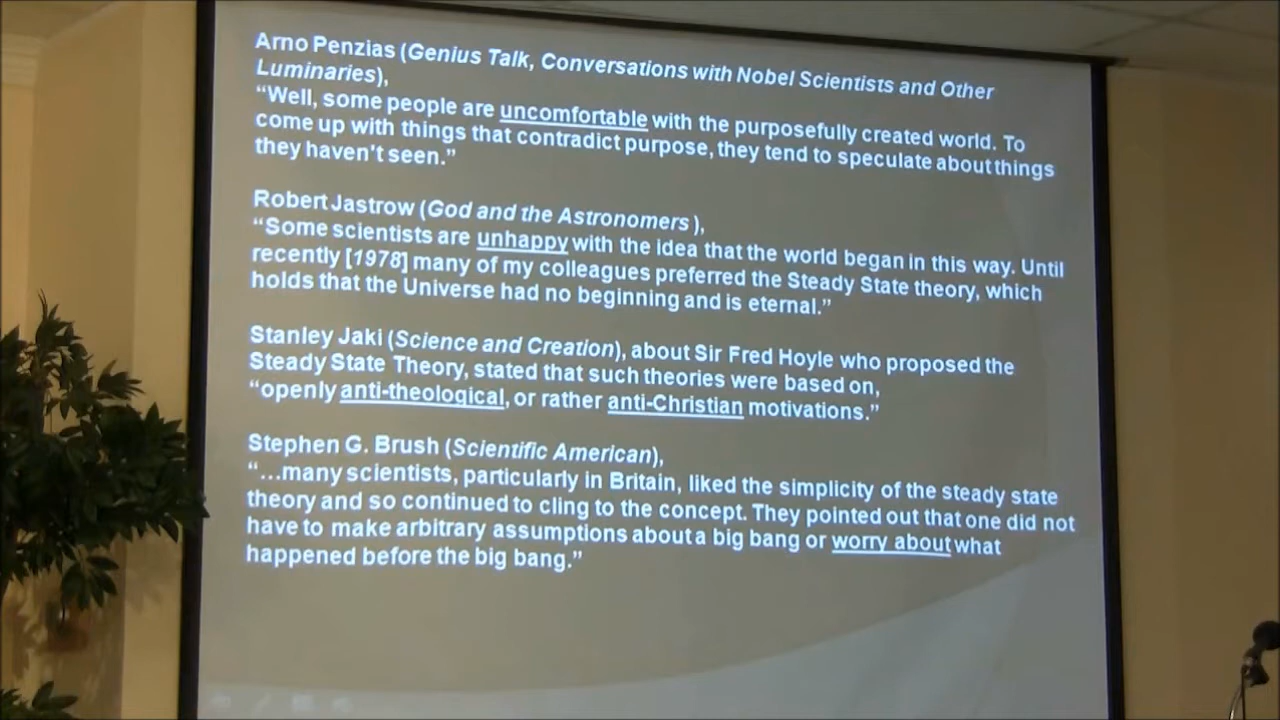 Arno Penzias (Genius Talk, Conversations with Nobel Scientists and Other
Luminaries),
“Well, some people are uncomfortable with the purposefully created world. To
come up with things that contradict purpose, they tend to speculate about things
they haven't seen.”
Robert Jastrow (God and the Astronomers ),
“Some scientists are unhappy with the idea that the world began in this way. Until
recently [1978] many of my colleagues preferred the Steady State theory, which
holds that the Universe had no beginning and is eternal.”
Stanley Jaki (Science and Creation), about Sir Fred Hoyle who proposed the
Steady State Theory, stated that such theories were based on,
“openly anti-theological, or rather anti-Christian motivations.”
Stephen G. Brush (Scientific American),
“…many scientists, particularly in Britain, liked the simplicity of the steady state
theory and so continued to cling to the concept. They pointed out that one did not
have to make arbitrary assumptions about a big bang or worry about what
happened before the big bang.”